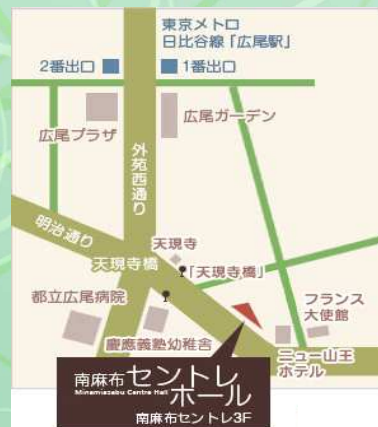 東京メトロ
日比谷線「広尾駅」
2番出口
1番出口
広尾プラザ
広尾ガーデン
外苑西通り
明治通り
天現寺
天現寺橋
「天現寺橋」
都立広尾病院
慶應義塾幼稚舎
フランス
大使館
ニュー山王
ホテル
南麻布セントレ
ホール
Minamiazabu Centre Hall
南麻布セントレ3F